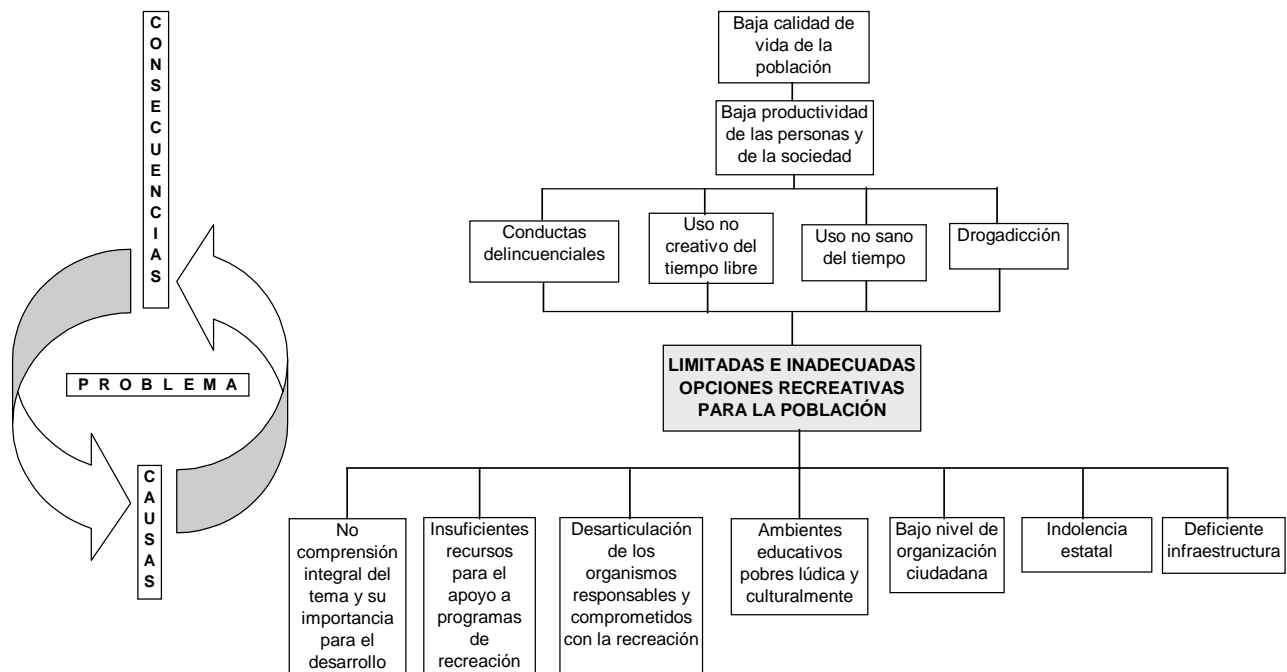 CONSECUENCIAS
PROBLEMA
CAUSAS
Baja calidad de
vida de la
población
Baja productividad
de las personas y
de la sociedad
Conductas
delincuenciales
Uso no
creativo del
tiempo libre
Uso no sano
del tiempo
Drogadicción
LIMITADAS E INADECUADAS
OPCIONES RECREATIVAS
PARA LA POBLACIÓN
No
comprensión
integral del
tema y su
importancia
para el
desarrollo
Insuficientes
recursos
para el
apoyo a
programas
de
recreación
Desarticulación
de los
organismos
responsables y
comprometidos
con la recreación
Ambientes
educativos
pobres lúdica y
culturalmente
Bajo nivel de
organización
ciudadana
Indolencia
estatal
Deficiente
infraestructura